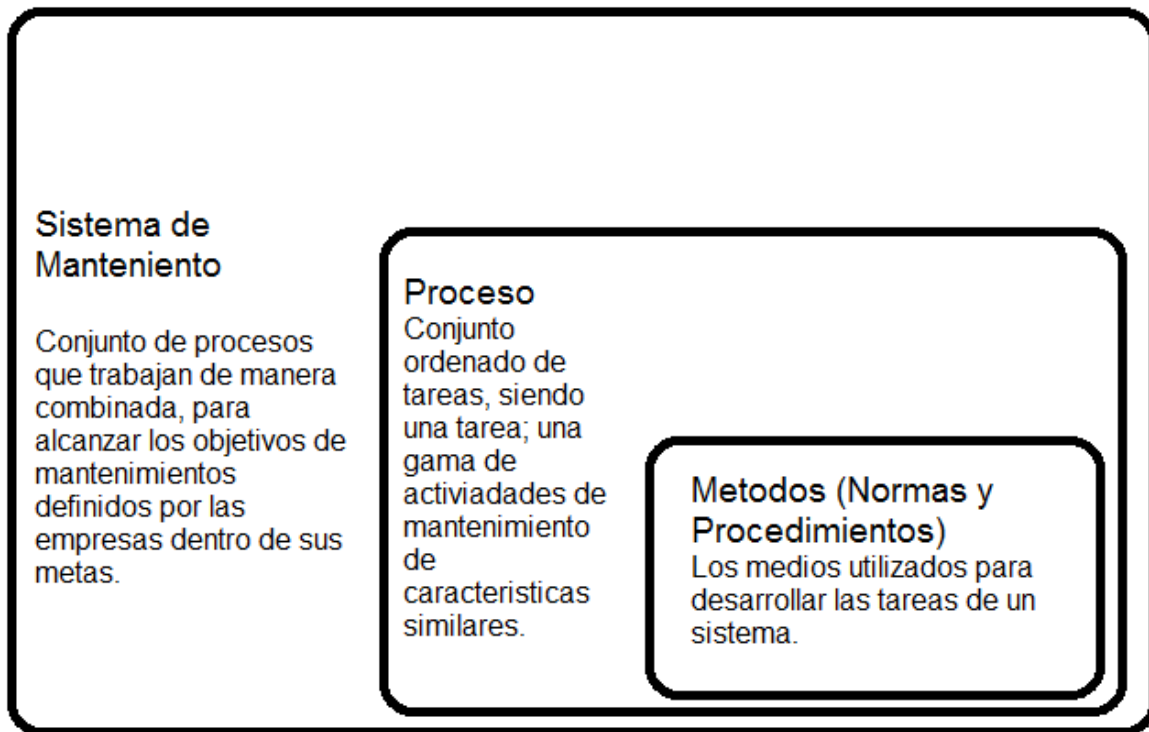 Sistema de
Manteniento
Conjunto de procesos
que trabajan de manera
combinada, para
alcanzar los objetivos de
mantenimientos
definidos por las
empresas dentro de sus
metas.
Proceso
Conjunto
ordenado de
tareas, siendo
una tarea; una
gama de
activiadades de
mantenimiento
de
caracteristicas
similares.
Metodos (Normas y
Procedimientos)
Los medios utilizados para
desarrollar las tareas de un
sistema.